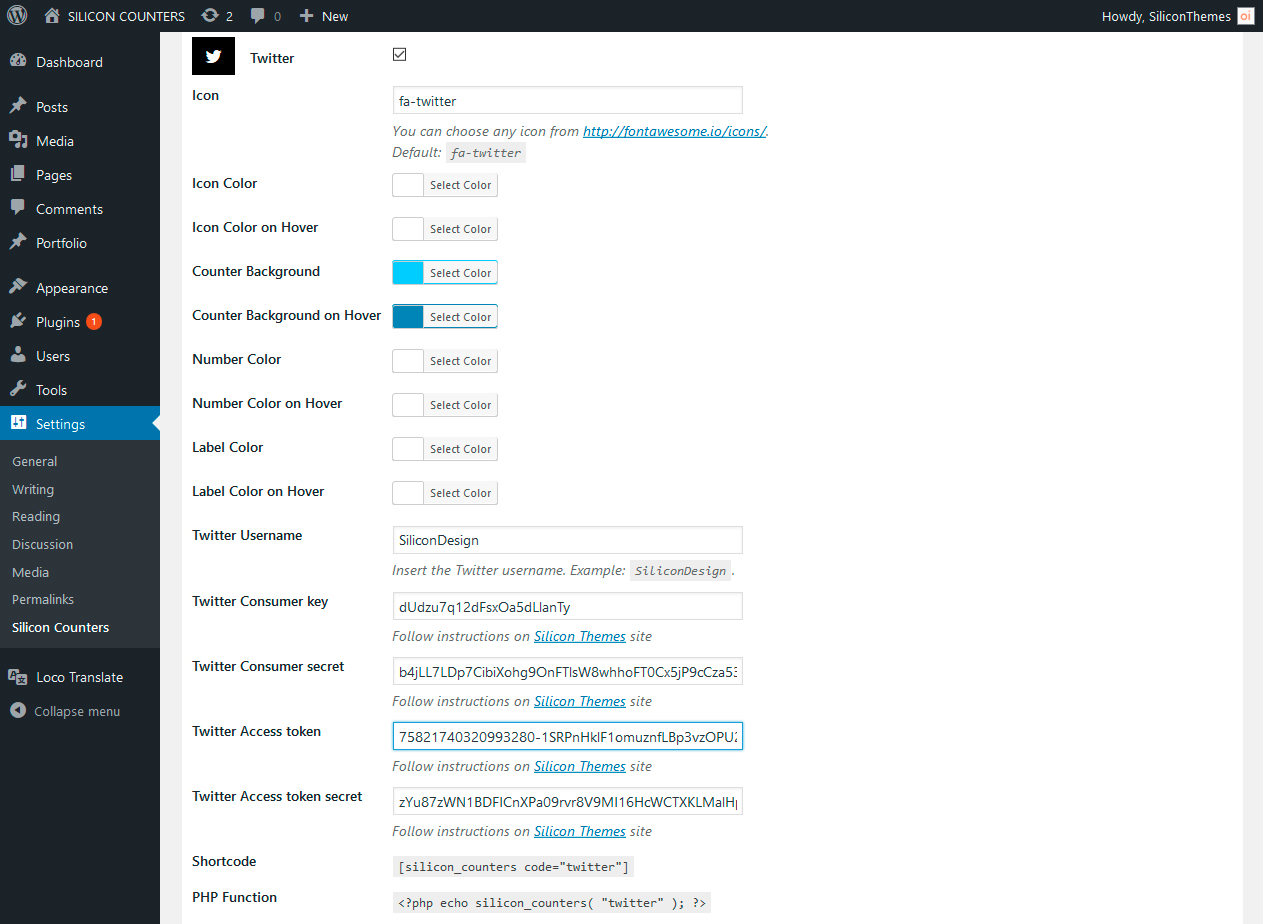 SILICON COUNTERS 2 0 New Howdy, SiliconThemes oi
Dashboard
Posts
Media
Pages
Comments
Portfolio
Appearance
Plugins 1
Users
Tools
Settings
General
Writing
Reading
Discussion
Media
Permalinks
Silicon Counters
Loco Translate
Collapse menu
Twitter
Icon fa-twitter
You can choose any icon from http://fontawesome.io/icons/.
Default: fa-twitter
Icon Color Select Color
Icon Color on Hover Select Color
Counter Background Select Color
Counter Background on Hover Select Color
Number Color Select Color
Number Color on Hover Select Color
Label Color Select Color
Label Color on Hover Select Color
Twitter Username SiliconDesign
Insert the Twitter username. Example: SiliconDesign.
Twitter Consumer key dUdzu7q12dFsxOa5dLlanTy
Follow instructions on Silicon Themes site
Twitter Consumer secret b4jLL7LDp7CibiXohg9OnFTlsW8whhoFT0Cx5jP9cCza53
Follow instructions on Silicon Themes site
Twitter Access token 75821740320993280-1SRPnHklF1omuznfLBp3vzOPU2
Follow instructions on Silicon Themes site
Twitter Access token secret zYu87zWN1BDFICnXPa09rvr8V9MI16HcWCTXKLMalHp
Follow instructions on Silicon Themes site
Shortcode [silicon_counters code="twitter"]
PHP Function <?php echo silicon_counters( "twitter" ); ?>